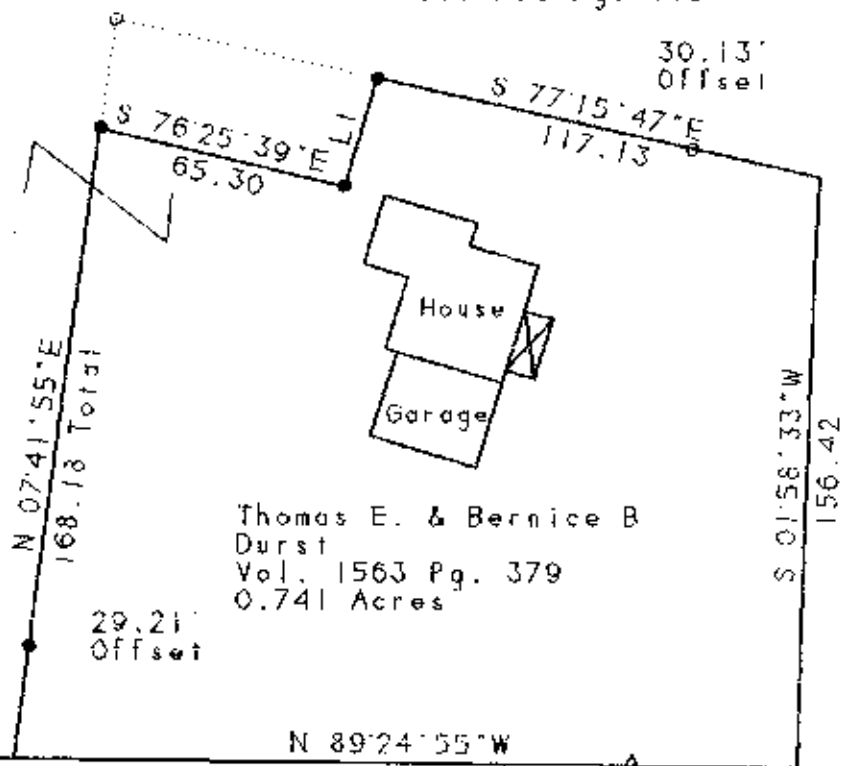 30.13'
Offset
S 77°15'47"E
117.13
S 76°25'39"E
65.30
L1
House
Garage
N 07°41'55"E
168.13 Total
S 01°58'33"W
156.42
Thomas E. & Bernice B
Durst
Vol. 1563 Pg. 379
0.741 Acres
29.21'
Offset
N 89°24'55"W